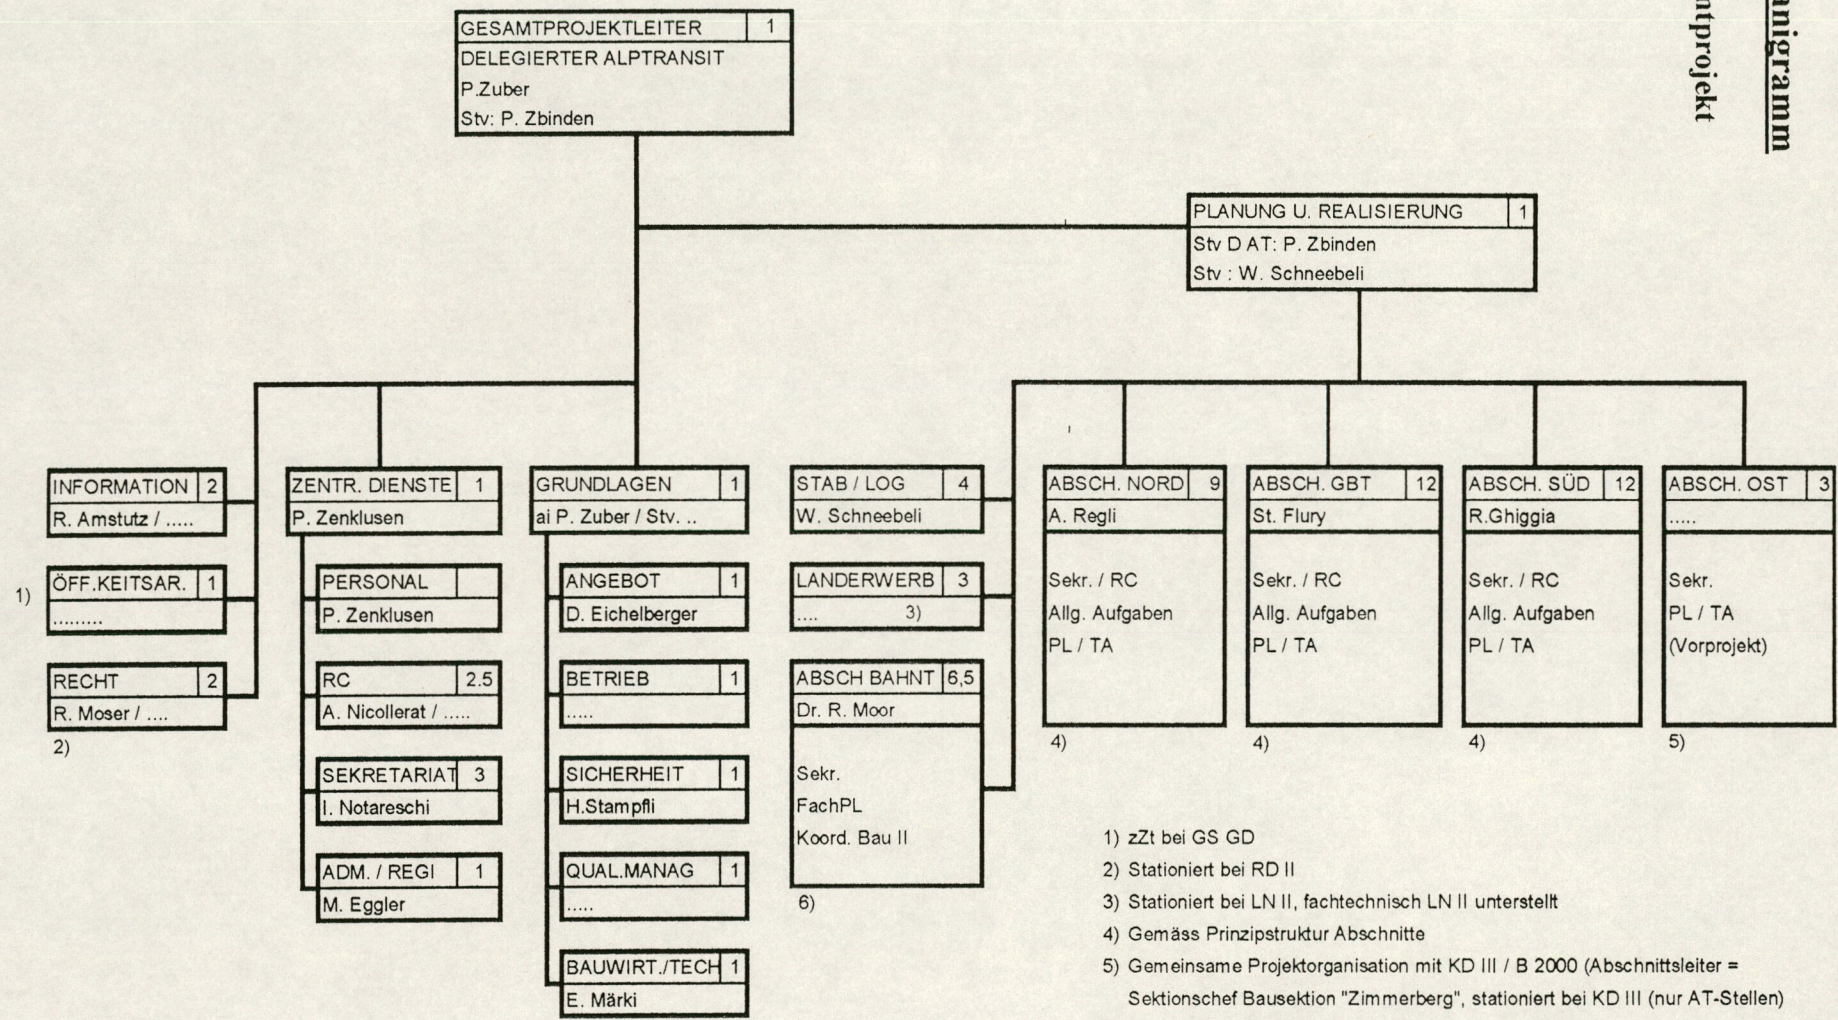 anigramm
ntprojekt
GESAMTPROJEKTLEITER 1
DELEGIERTER ALPTRANSIT
P.Zuber
Stv: P. Zbinden
PLANUNG U. REALISIERUNG 1
Stv D AT: P. Zbinden
Stv : W. Schneebeli
INFORMATION 2
R. Amstutz / .....
1)
ÖFF.KEITSAR. 1
.........
RECHT 2
R. Moser / ....
2)
ZENTR. DIENSTE 1
P. Zenklusen
PERSONAL
P. Zenklusen
RC 2.5
A. Nicollerat / .....
SEKRETARIAT 3
I. Notareschi
ADM. / REGI 1
M. Eggler
GRUNDLAGEN 1
ai P. Zuber / Stv. ..
ANGEBOT 1
D. Eichelberger
BETRIEB 1
.....
SICHERHEIT 1
H.Stampfli
QUAL.MANAG 1
.....
BAUWIRT./TECH 1
E. Märki
STAB / LOG 4
W. Schneebeli
LANDERWERB 3
.... 3)
ABSCH BAHNT 6,5
Dr. R. Moor
Sekr.
FachPL
Koord. Bau II
6)
ABSCH. NORD 9
A. Regli
Sekr. / RC
Allg. Aufgaben
PL / TA
4)
ABSCH. GBT 12
St. Flury
Sekr. / RC
Allg. Aufgaben
PL / TA
4)
ABSCH. SÜD 12
R.Ghiggia
Sekr. / RC
Allg. Aufgaben
PL / TA
4)
ABSCH. OST 3
.....
Sekr.
PL / TA
(Vorprojekt)
5)
1) zZt bei GS GD
2) Stationiert bei RD II
3) Stationiert bei LN II, fachtechnisch LN II unterstellt
4) Gemäss Prinzipstruktur Abschnitte
5) Gemeinsame Projektorganisation mit KD III / B 2000 (Abschnittsleiter =
Sektionschef Bausektion "Zimmerberg", stationiert bei KD III (nur AT-Stellen)